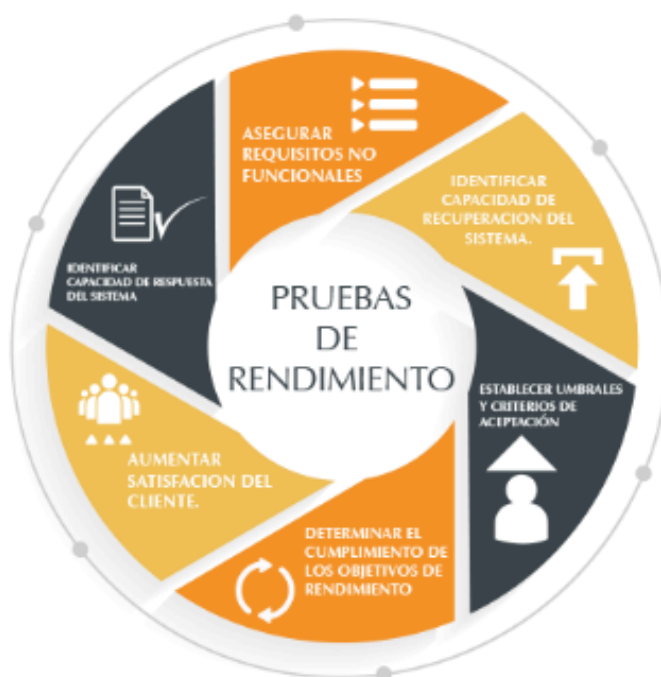 ASEGURAR
REQUISITOS NO
FUNCIONALES
IDENTIFICAR
CAPACIDAD DE
RECUPERACION DEL
SISTEMA.
ESTABLECER UMBRALES
Y CRITERIOS DE
ACEPTACIÓN
DETERMINAR EL
CUMPLIMIENTO DE
LOS OBJETIVOS DE
RENDIMIENTO
AUMENTAR
SATISFACCION DEL
CLIENTE.
IDENTIFICAR
CAPACIDAD DE RESPUESTA
DEL SISTEMA
PRUEBAS
DE
RENDIMIENTO